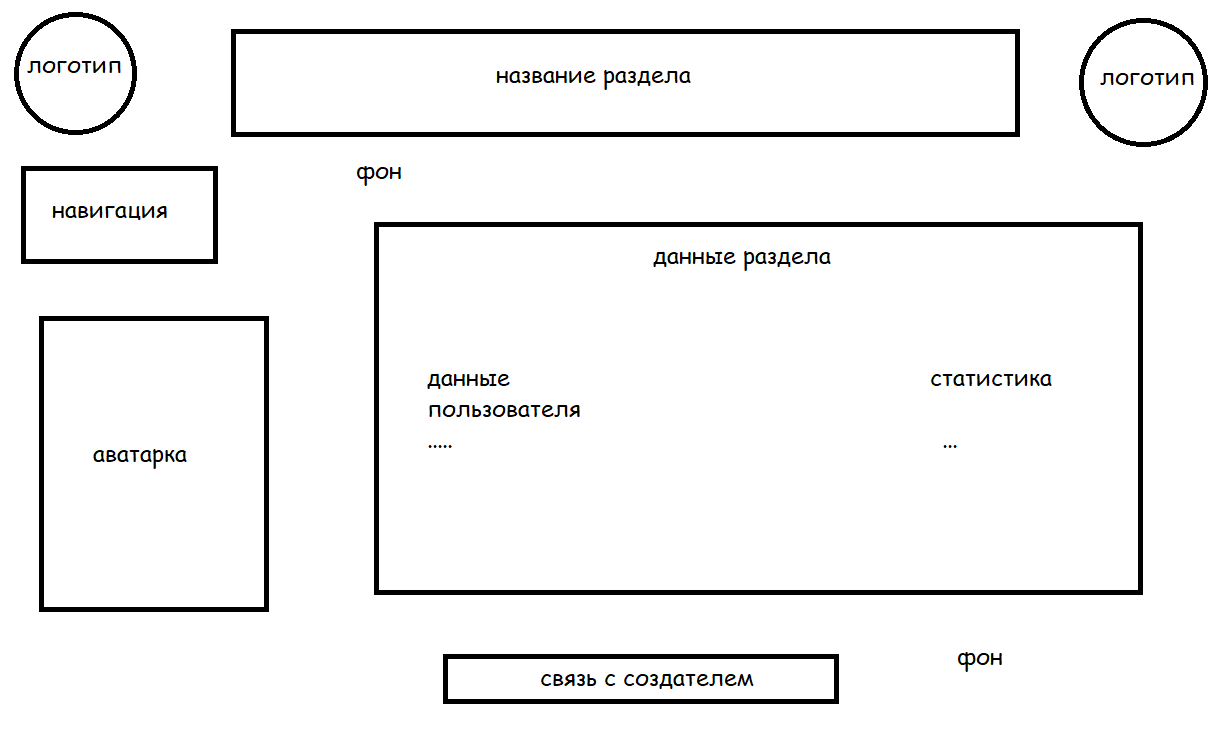 логотип
название раздела
логотип
фон
навигация
данные раздела
данные
пользователя
.....
статистика
...
аватарка
фон
связь с создателем